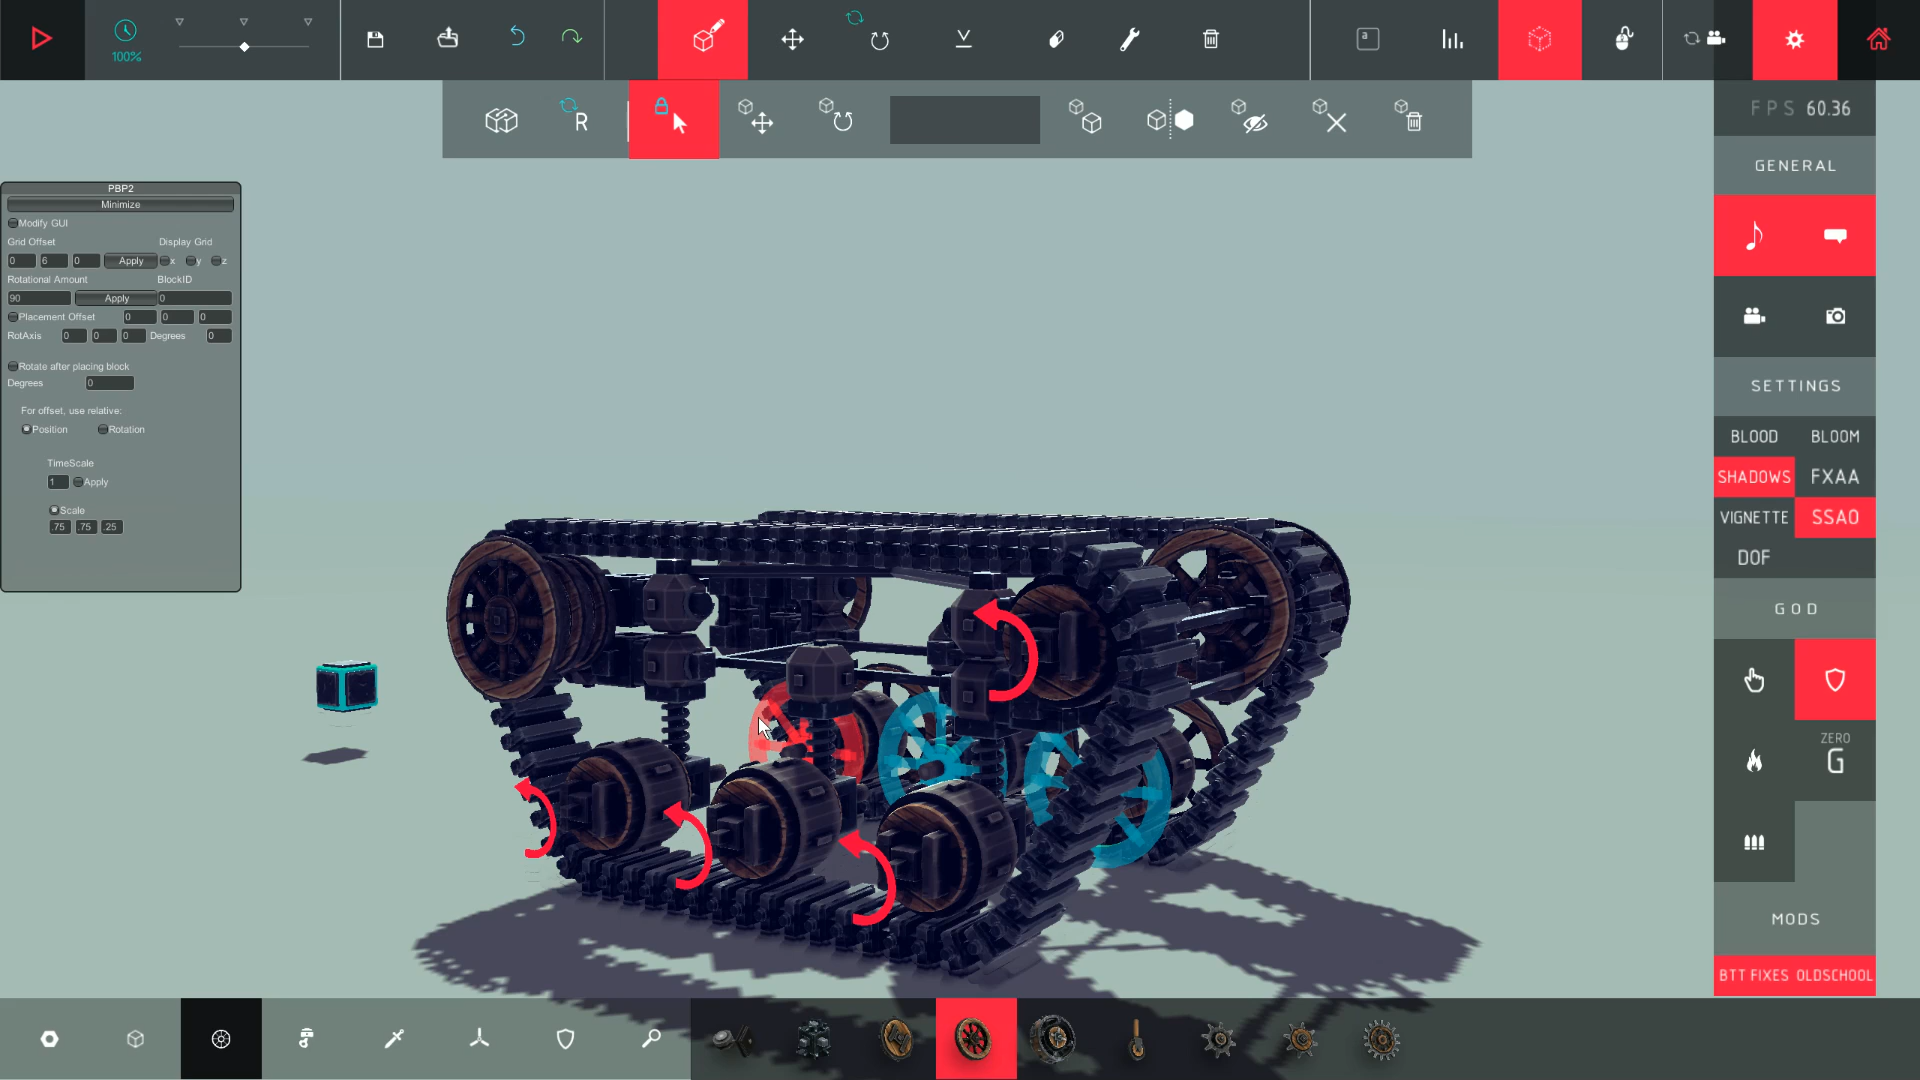 100%
a
R
FPS 60.36
GENERAL
SETTINGS
BLOOD BLOOM
SHADOWS FXAA
VIGNETTE SSAO
DOF
GOD
ZERO
G
MODS
BTT FIXES OLDSCHOOL
PBP2
Minimize
Modify GUI
Grid Offset Display Grid
0 6 0 Apply x y z
Rotational Amount BlockID
90 Apply 0
Placement Offset 0 0 0
RotAxis 0 0 0 Degrees 0
Rotate after placing block
Degrees 0
For offset, use relative:
Position Rotation
TimeScale
1 Apply
Scale
.75 .75 .25